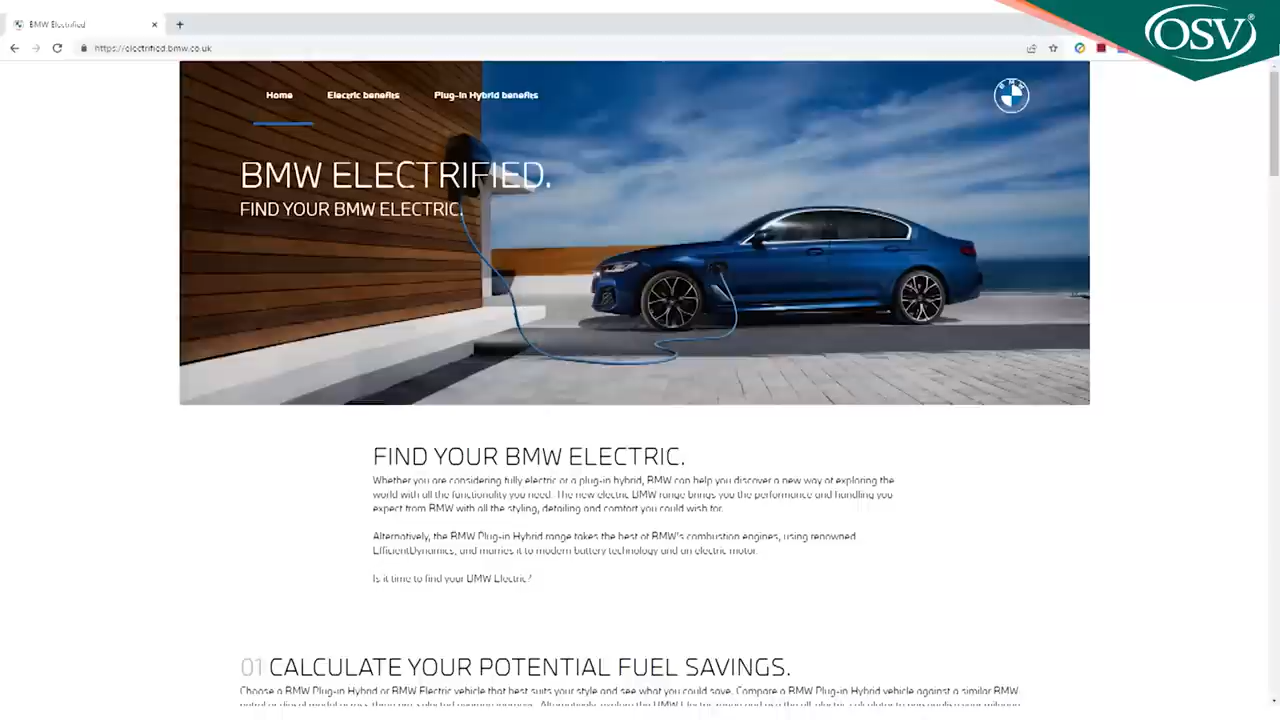 BMW Electrified
https://electrified.bmw.co.uk
OSV
Home Electric benefits Plug-in Hybrid benefits
BMW
BMW ELECTRIFIED.
FIND YOUR BMW ELECTRIC.
FIND YOUR BMW ELECTRIC.
Whether you are considering fully electric or a plug-in hybrid, BMW can help you discover a new way of exploring the
world with all the functionality you need. The new electric BMW range brings you the performance and handling you
expect from BMW with all the styling, detailing and comfort you could wish for.
Alternatively, the BMW Plug-in Hybrid range takes the best of BMW's combustion engines, using renowned
EfficientDynamics, and marries it to modern battery technology and an electric motor.
Is it time to find your BMW Electric?
01 CALCULATE YOUR POTENTIAL FUEL SAVINGS.
Choose a BMW Plug-in Hybrid or BMW Electric vehicle that best suits your style and see what you could save. Compare a BMW Plug-in Hybrid vehicle against a similar BMW